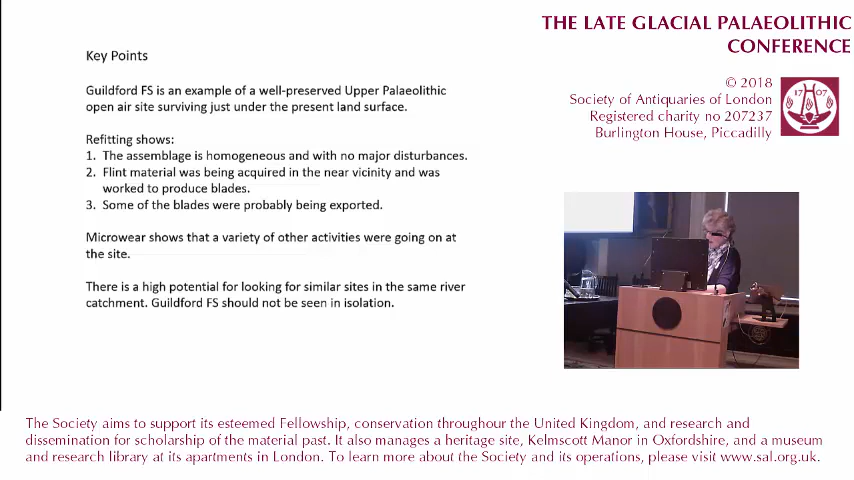 THE LATE GLACIAL PALAEOLITHIC
CONFERENCE
© 2018
Society of Antiquaries of London
Registered charity no 207237
Burlington House, Piccadilly
17 07
Key Points
Guildford FS is an example of a well-preserved Upper Palaeolithic
open air site surviving just under the present land surface.
Refitting shows:
1. The assemblage is homogeneous and with no major disturbances.
2. Flint material was being acquired in the near vicinity and was
worked to produce blades.
3. Some of the blades were probably being exported.
Microwear shows that a variety of other activities were going on at
the site.
There is a high potential for looking for similar sites in the same river
catchment. Guildford FS should not be seen in isolation.
The Society aims to support its esteemed Fellowship, conservation throughour the United Kingdom, and research and
dissemination for scholarship of the material past. It also manages a heritage site, Kelmscott Manor in Oxfordshire, and a museum
and research library at its apartments in London. To learn more about the Society and its operations, please visit www.sal.org.uk.